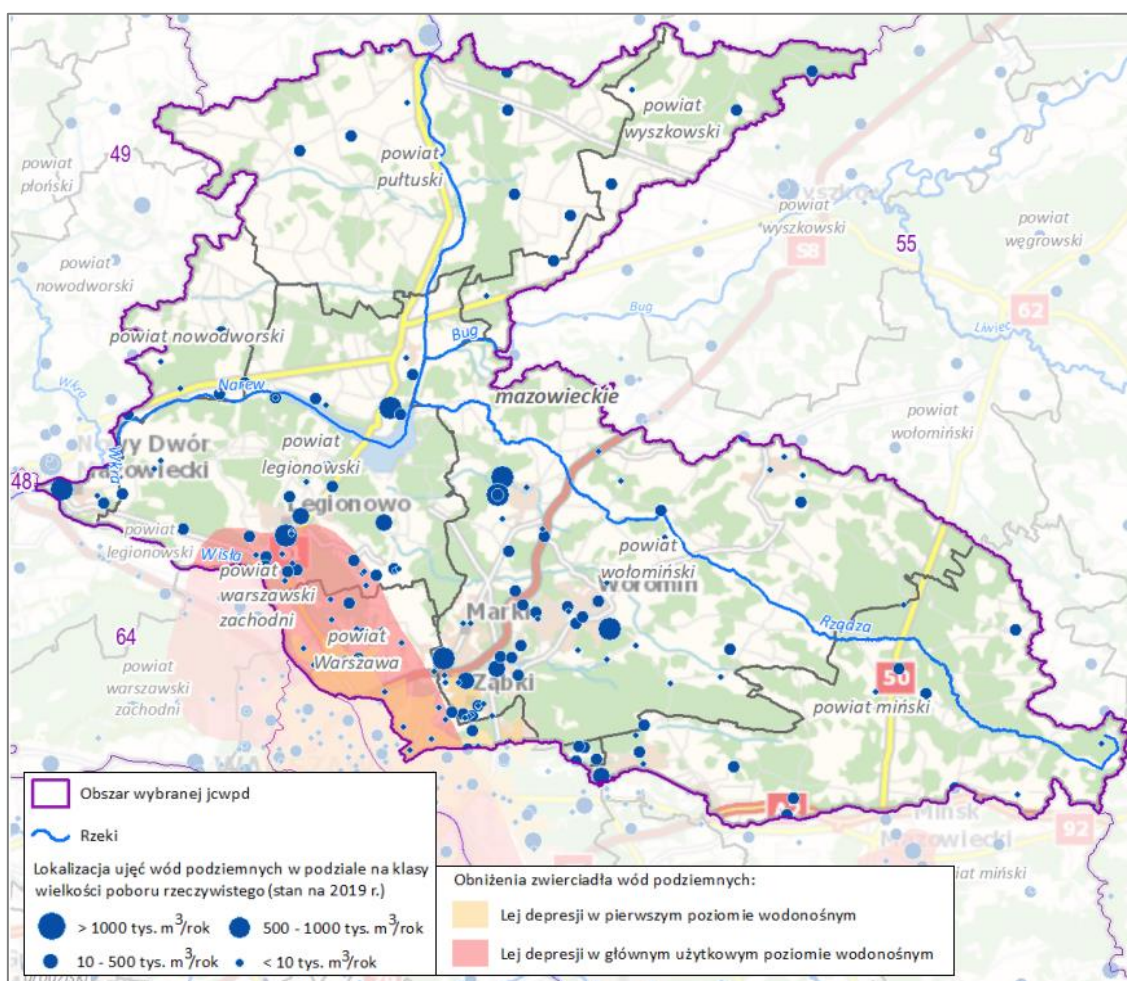 49
powiat
płoński
powiat
pułtuski
powiat
wyszkowski
powiat
wyszkowski
S8
55
powiat
węgrowski
powiat
nowodworski
62
Bug
Liwiec
powiat nowodworski
Bug
Wkra
Narew
mazowieckie
powiat
wołomiński
Nowy Dwór
Mazowiecki
Wkra
powiat
legionowski
Legionowo
48
powiat
legionowski
Wisła
powiat
warszawski
zachodni
powiat
wołomiński
Wołomin
Marki
64
powiat
Warszawa
Rządza
powiat
warszawski
zachodni
Ząbki
50
powiat miński
A2
Mińsk
Mazowiecki
92
powiat miński
Obszar wybranej jcwpd
Rzeki
Lokalizacja ujęć wód podziemnych w podziale na klasy
wielkości poboru rzeczywistego (stan na 2019 r.)
> 1000 tys. m³/rok
500 - 1000 tys. m³/rok
10 - 500 tys. m³/rok
< 10 tys. m³/rok
Obniżenia zwierciadła wód podziemnych:
Lej depresji w pierwszym poziomie wodonośnym
Lej depresji w głównym użytkowym poziomie wodonośnym